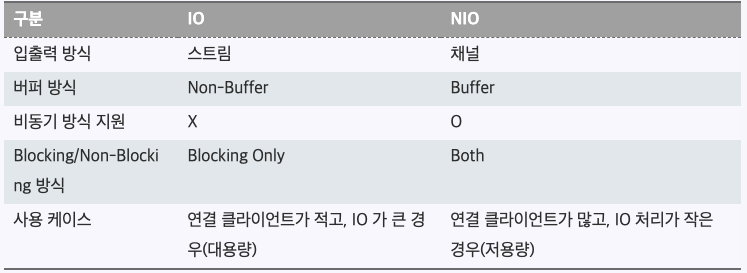 구분 IO NIO
입출력 방식 스트림 채널
버퍼 방식 Non-Buffer Buffer
비동기 방식 지원 X O
Blocking/Non-Blocki Blocking Only Both
ng 방식
사용 케이스 연결 클라이언트가 적고, IO 가 큰 경 연결 클라이언트가 많고, IO 처리가 작은
우(대용량) 경우(저용량)